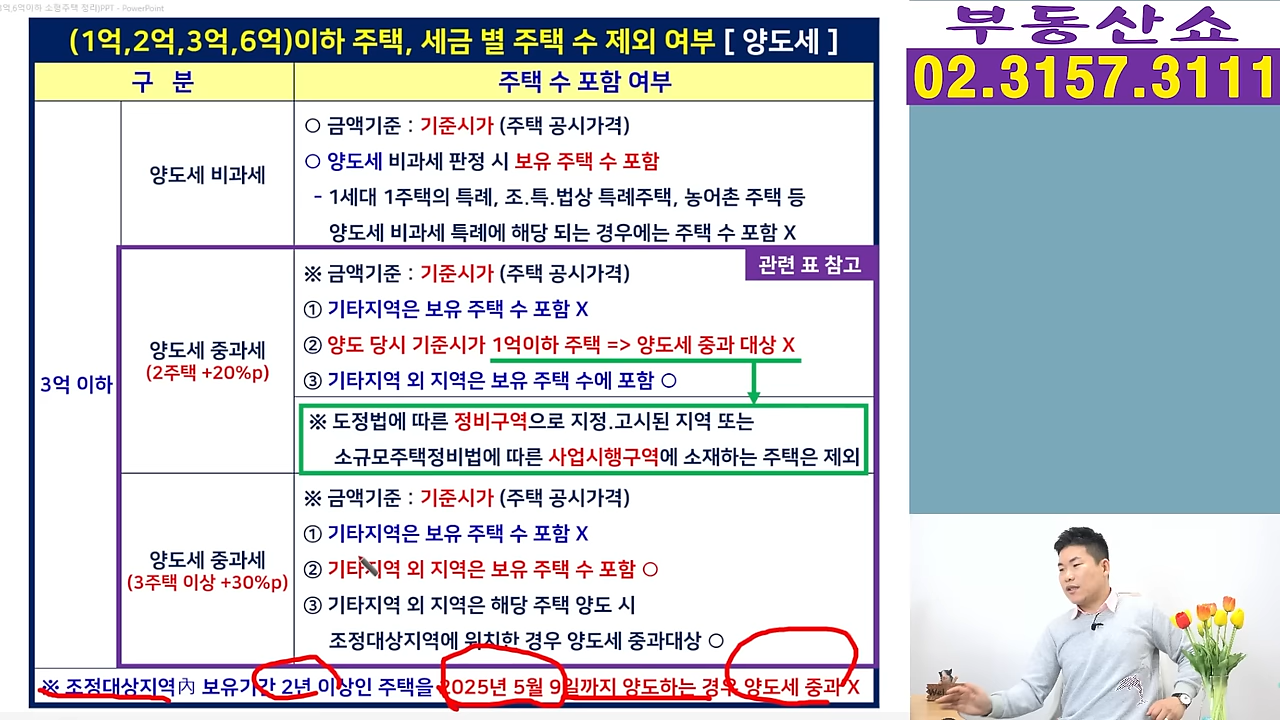 억,6억이하 소형주택 정리)PPT - PowerPoint
부동산쇼
02.3157.3111
(1억,2억,3억,6억)이하 주택, 세금 별 주택 수 제외 여부 [ 양도세 ]
구 분
주택 수 포함 여부
3억 이하
양도세 비과세
○ 금액기준 : 기준시가 (주택 공시가격)
○ 양도세 비과세 판정 시 보유 주택 수 포함
- 1세대 1주택의 특례, 조.특.법상 특례주택, 농어촌 주택 등
양도세 비과세 특례에 해당 되는 경우에는 주택 수 포함 X
관련 표 참고
양도세 중과세
(2주택 +20%p)
※ 금액기준 : 기준시가 (주택 공시가격)
① 기타지역은 보유 주택 수 포함 X
② 양도 당시 기준시가 1억이하 주택 => 양도세 중과 대상 X
③ 기타지역 외 지역은 보유 주택 수에 포함 ○
※ 도정법에 따른 정비구역으로 지정.고시된 지역 또는
소규모주택정비법에 따른 사업시행구역에 소재하는 주택은 제외
양도세 중과세
(3주택 이상 +30%p)
※ 금액기준 : 기준시가 (주택 공시가격)
① 기타지역은 보유 주택 수 포함 X
② 기타지역 외 지역은 보유 주택 수 포함 ○
③ 기타지역 외 지역은 해당 주택 양도 시
조정대상지역에 위치한 경우 양도세 중과대상 ○
※ 조정대상지역內 보유기간 2년 이상인 주택을 2025년 5월 9일까지 양도하는 경우 양도세 중과 X